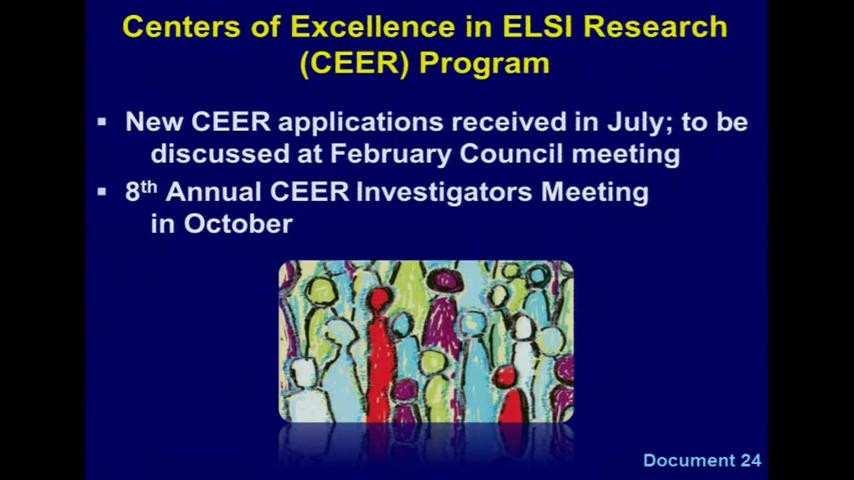 Centers of Excellence in ELSI Research
(CEER) Program
▪ New CEER applications received in July; to be
discussed at February Council meeting
▪ 8th Annual CEER Investigators Meeting
in October
Document 24